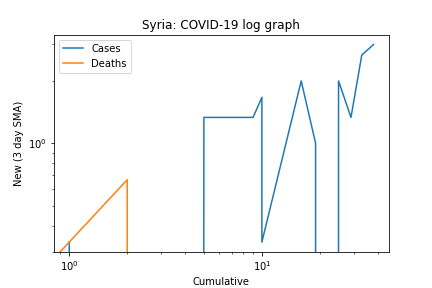 Syria: COVID-19 log graph
Cases
Deaths
New (3 day SMA)
10⁰
10⁰
10¹
Cumulative